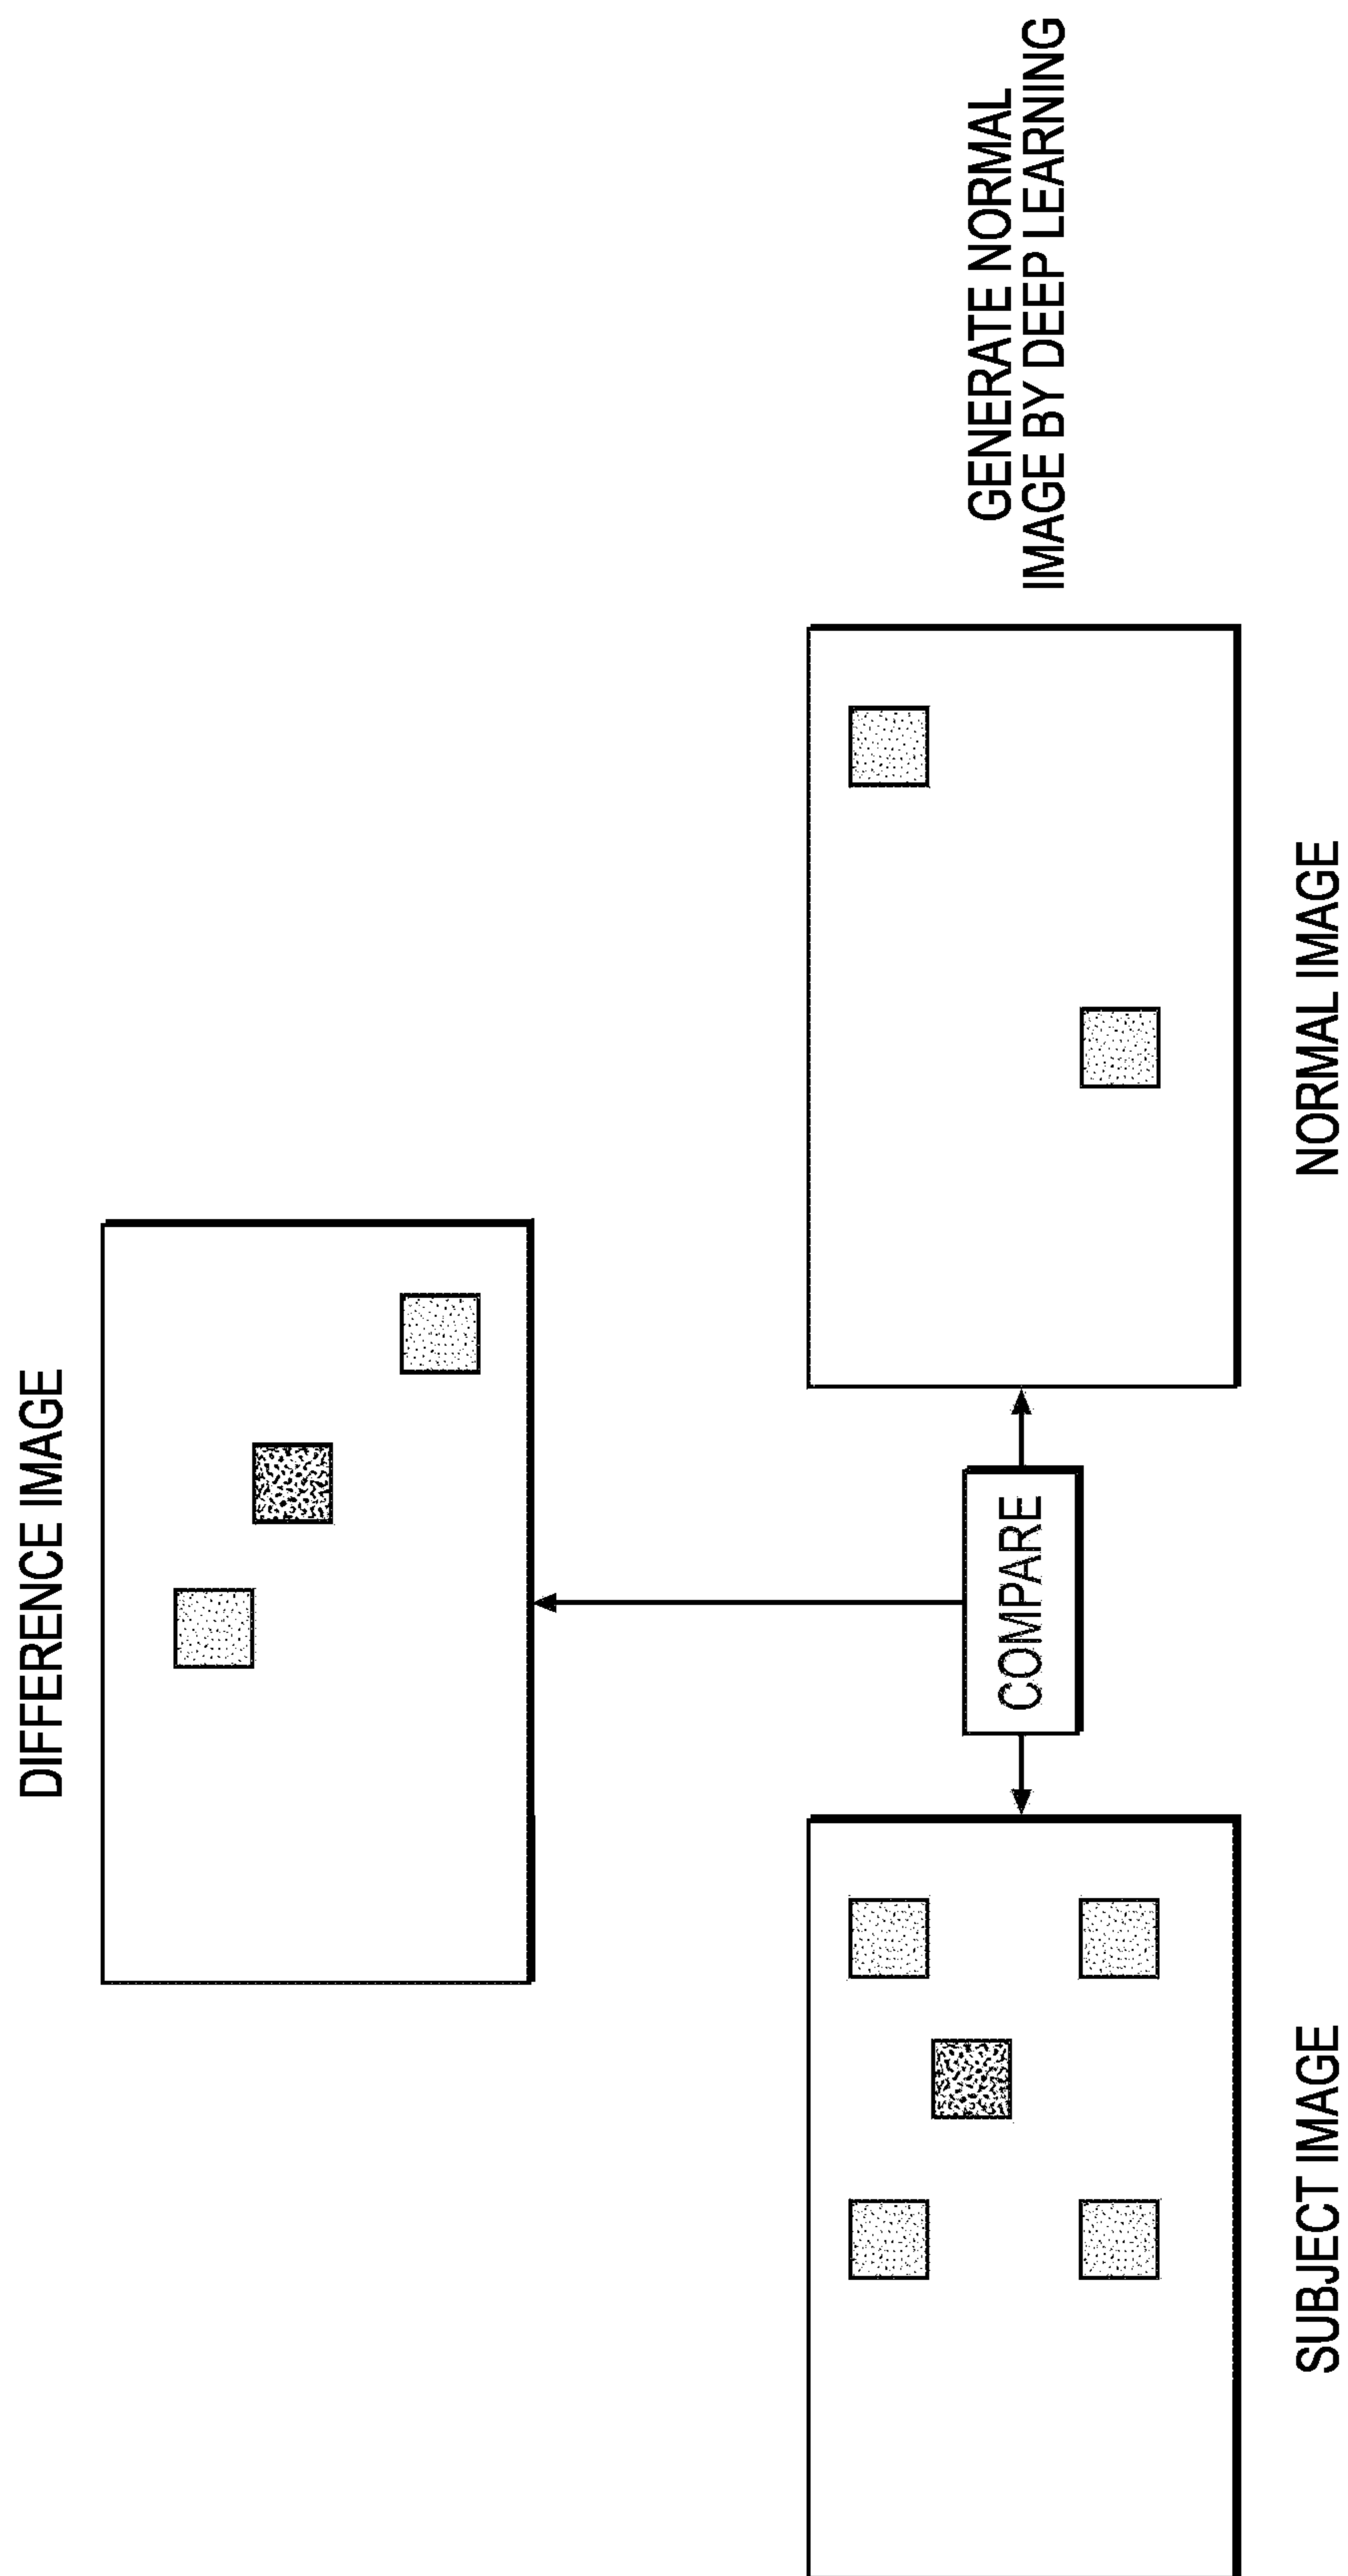 DIFFERENCE IMAGE
COMPARE
GENERATE NORMAL
IMAGE BY DEEP LEARNING
SUBJECT IMAGE
NORMAL IMAGE